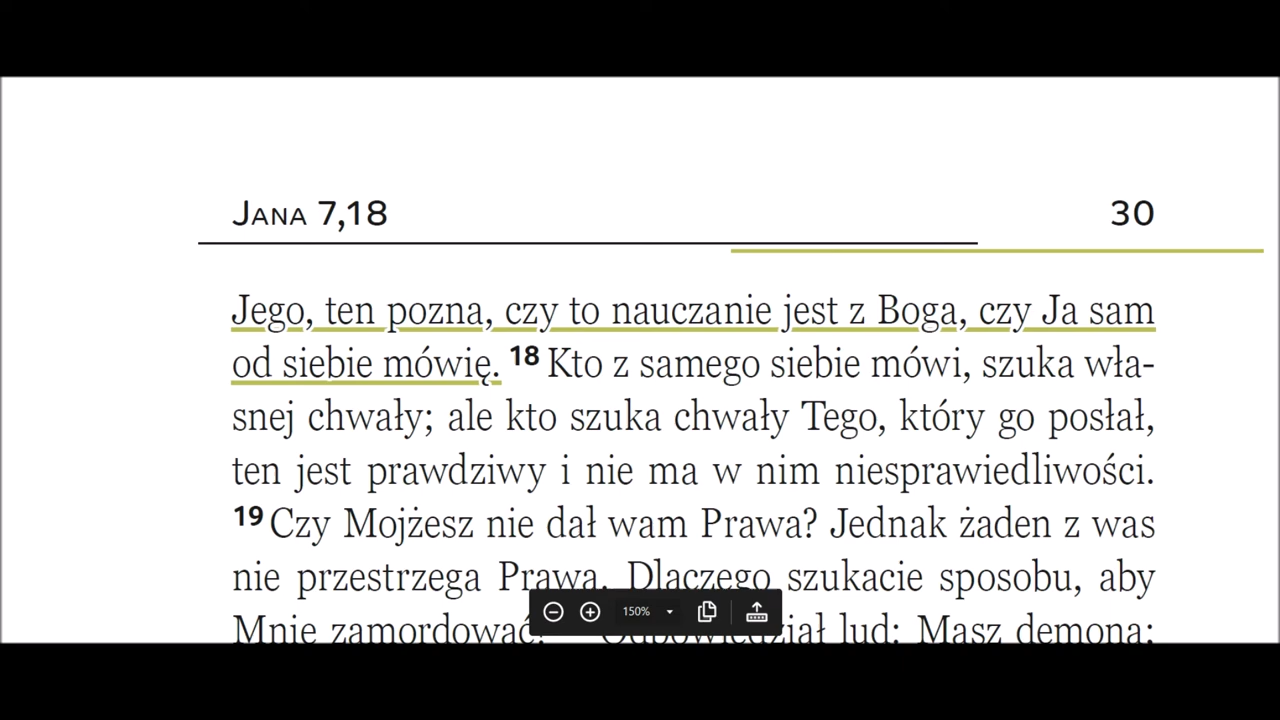 Jana 7,18 30
Jego, ten pozna, czy to nauczanie jest z Boga, czy Ja sam
od siebie mówię. 18 Kto z samego siebie mówi, szuka wła-
snej chwały; ale kto szuka chwały Tego, który go posłał,
ten jest prawdziwy i nie ma w nim niesprawiedliwości.
19 Czy Mojżesz nie dał wam Prawa? Jednak żaden z was
nie przestrzega Prawa. Dlaczego szukacie sposobu, aby
Mnie zamordować? Odpowiedział lud: Masz demona;
150%